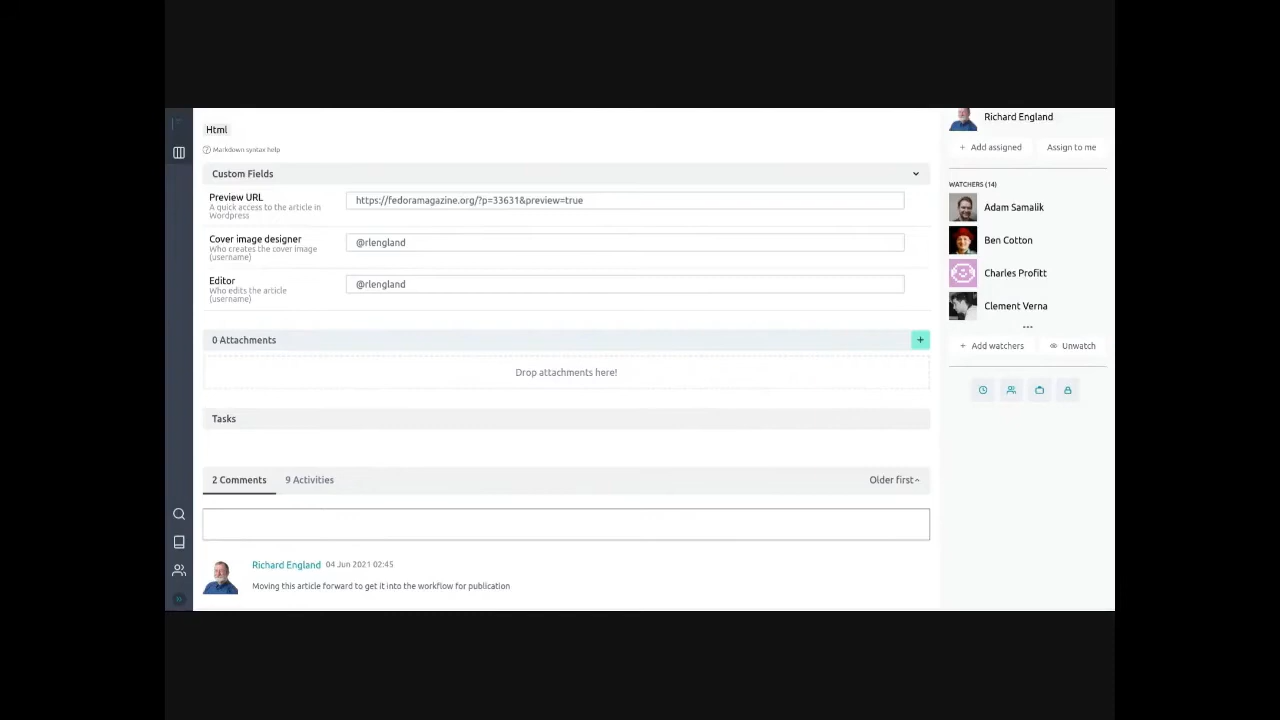 Html
Markdown syntax help
Custom Fields
Preview URL
A quick access to the article in
Wordpress
https://fedoramagazine.org/?p=33631&preview=true
Cover image designer
Who creates the cover image
(username)
@rlengland
Editor
Who edits the article
(username)
@rlengland
0 Attachments
+
Drop attachments here!
Tasks
2 Comments 9 Activities Older first
Richard England 04 Jun 2021 02:45
Moving this article forward to get it into the workflow for publication
Richard England
+ Add assigned Assign to me
WATCHERS (14)
Adam Samalik
Ben Cotton
Charles Profitt
Clement Verna
...
+ Add watchers Unwatch